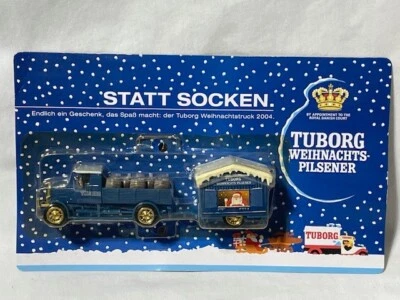 STATT SOCKEN.
Endlich ein Geschenk, das Spaß macht: der Tuborg Weihnachtstruck 2004.
BY APPOINTMENT TO THE
ROYAL DANISH COURT
TUBORG
WEIHNACHTS-
PILSENER
TUBORG
TUBORG